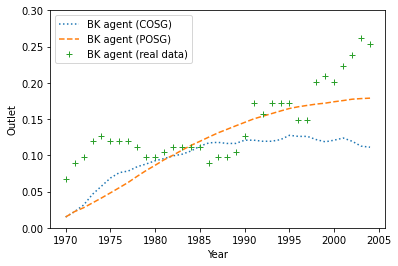 BK agent (COSG)
BK agent (POSG)
BK agent (real data)
0.30
0.25
0.20
0.15
0.10
0.05
0.00
Outlet
1970 1975 1980 1985 1990 1995 2000 2005
Year